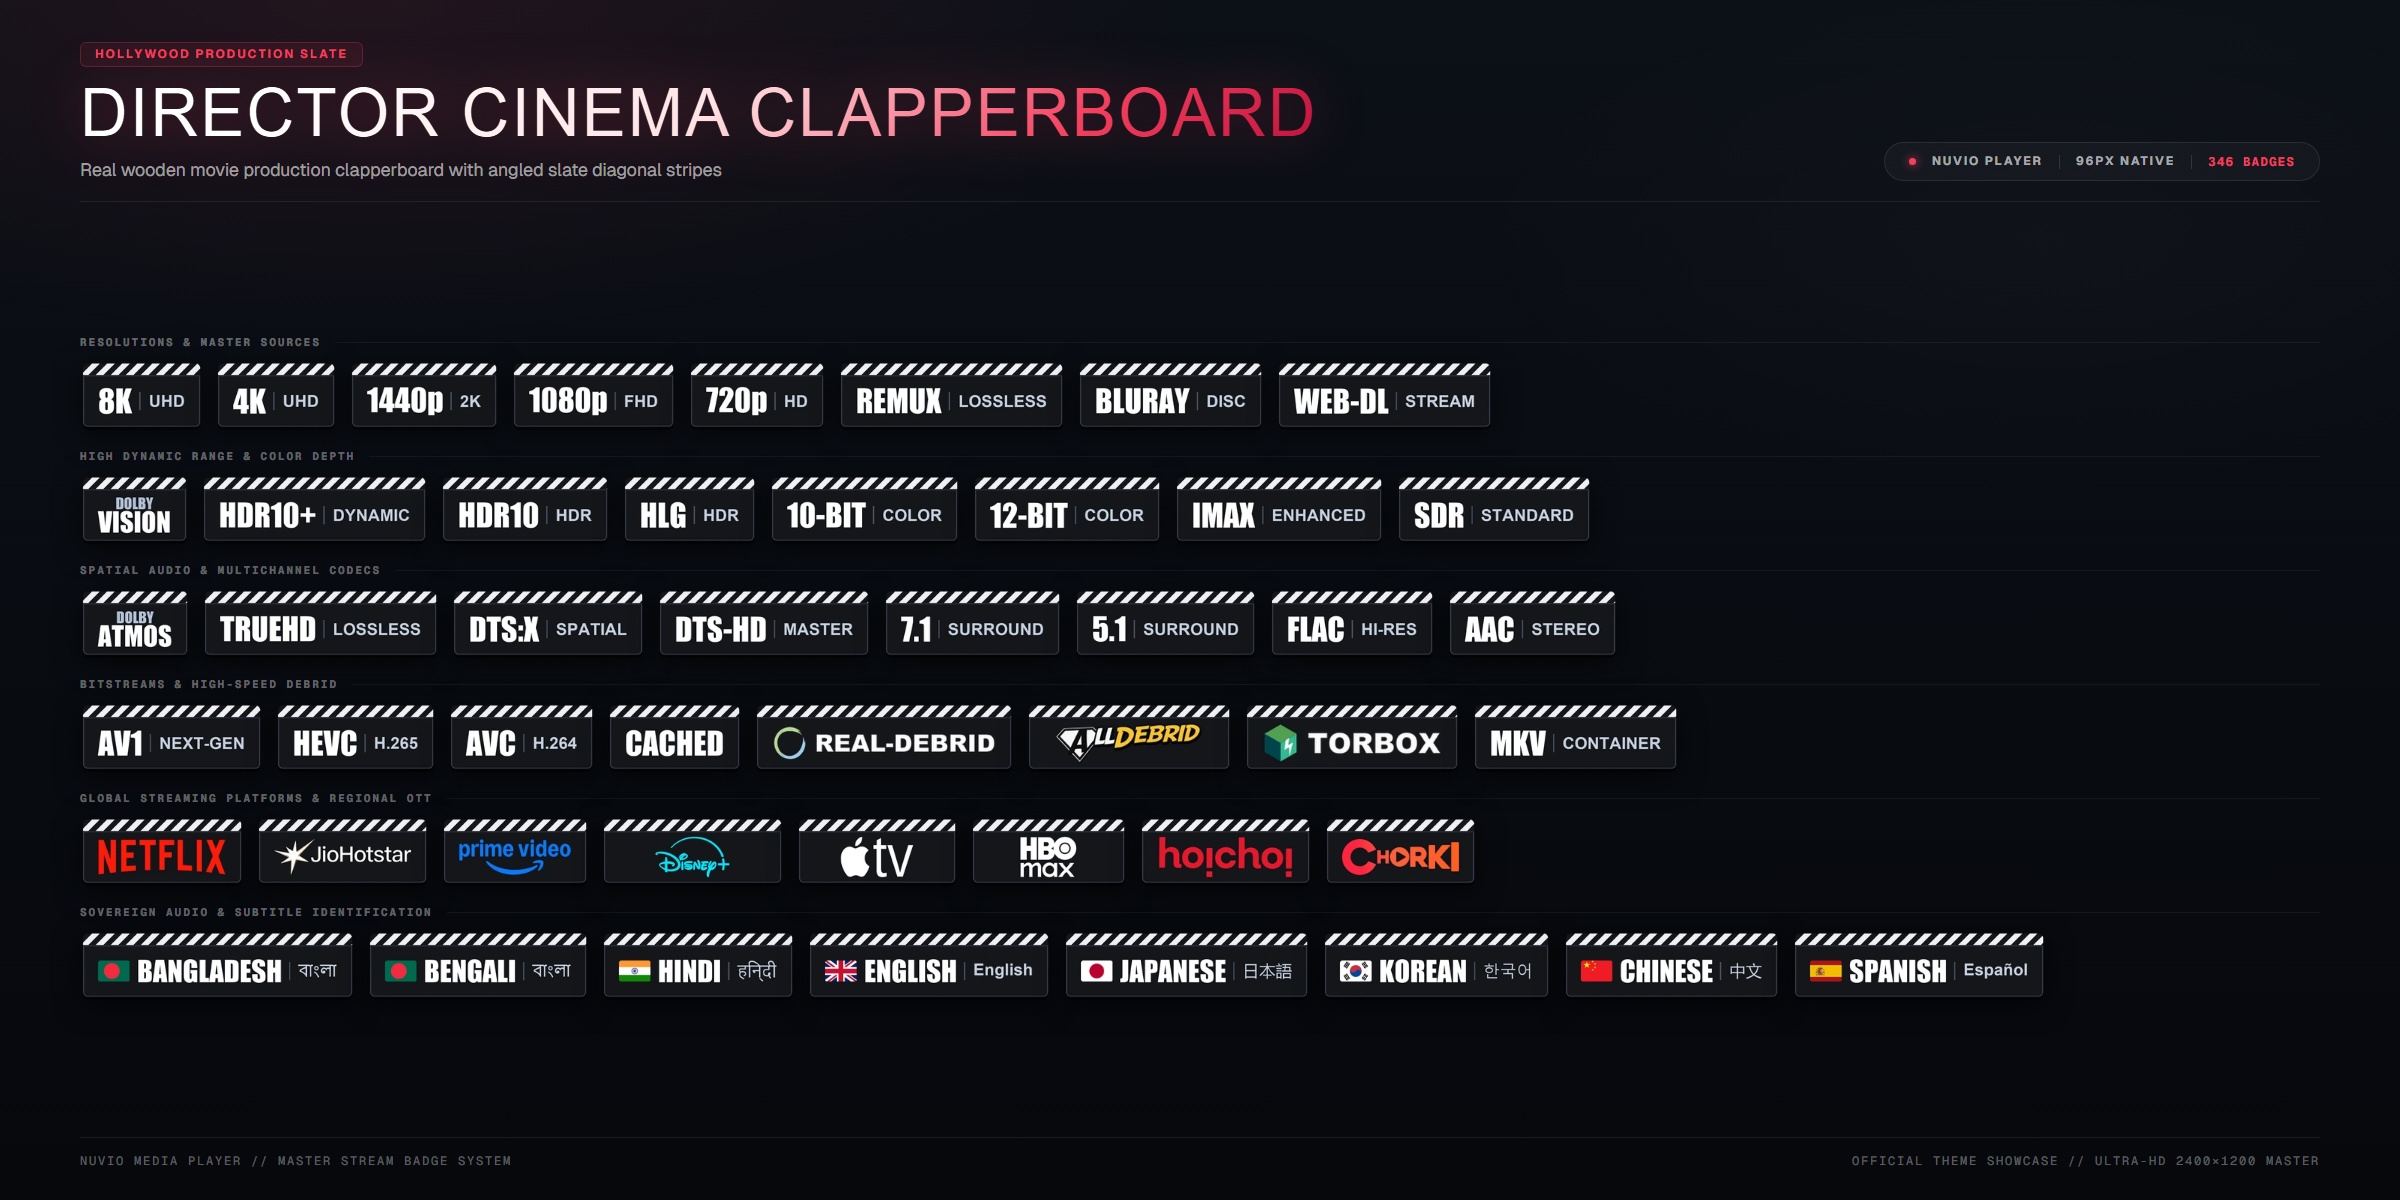 HOLLYWOOD PRODUCTION SLATE
DIRECTOR CINEMA CLAPPERBOARD
Real wooden movie production clapperboard with angled slate diagonal stripes
NUVIO PLAYER | 96PX NATIVE | 346 BADGES
RESOLUTIONS & MASTER SOURCES
8K | UHD 4K | UHD 1440p | 2K 1080p | FHD 720p | HD REMUX | LOSSLESS BLURAY | DISC WEB-DL | STREAM
HIGH DYNAMIC RANGE & COLOR DEPTH
DOLBY VISION HDR10+ | DYNAMIC HDR10 | HDR HLG | HDR 10-BIT | COLOR 12-BIT | COLOR IMAX | ENHANCED SDR | STANDARD
SPATIAL AUDIO & MULTICHANNEL CODECS
DOLBY ATMOS TRUEHD | LOSSLESS DTS:X | SPATIAL DTS-HD | MASTER 7.1 | SURROUND 5.1 | SURROUND FLAC | HI-RES AAC | STEREO
BITSTREAMS & HIGH-SPEED DEBRID
AV1 | NEXT-GEN HEVC | H.265 AVC | H.264 CACHED REAL-DEBRID ALLDEBRID TORBOX MKV | CONTAINER
GLOBAL STREAMING PLATFORMS & REGIONAL OTT
NETFLIX JioHotstar prime video Disney+ tv HBO max hoichoi CHORKI
SOVEREIGN AUDIO & SUBTITLE IDENTIFICATION
BANGLADESH | বাংলা BENGALI | বাংলা HINDI | हिन्दी ENGLISH | English JAPANESE | 日本語 KOREAN | 한국어 CHINESE | 中文 SPANISH | Español
NUVIO MEDIA PLAYER // MASTER STREAM BADGE SYSTEM
OFFICIAL THEME SHOWCASE // ULTRA-HD 2400×1200 MASTER